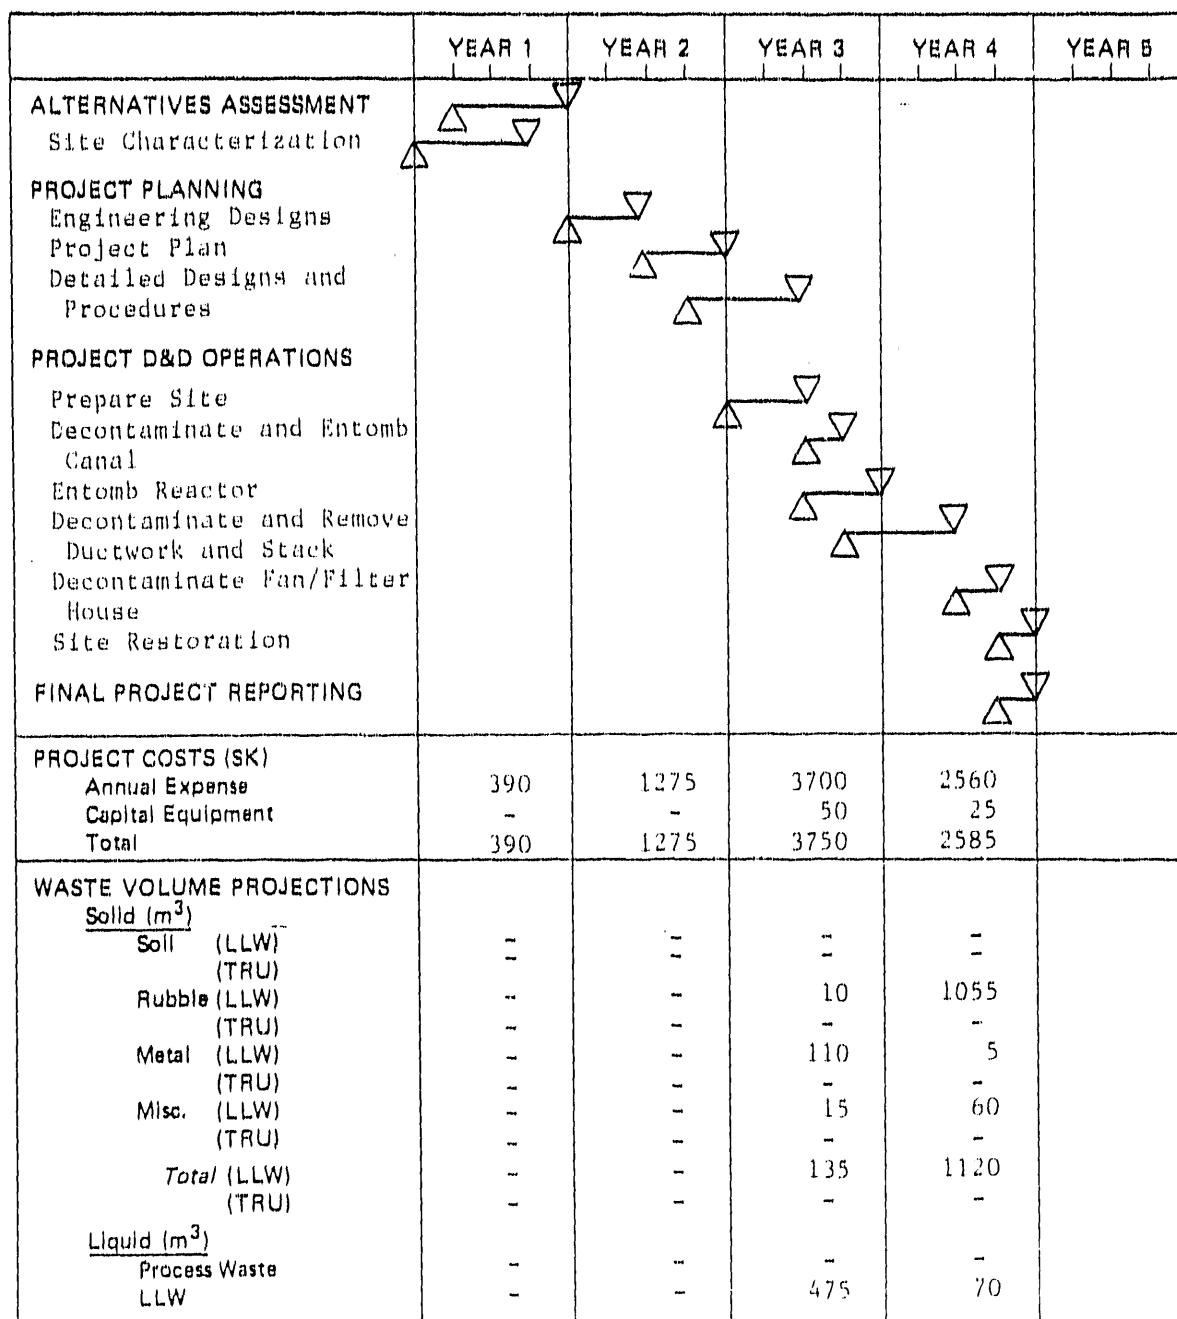 YEAR 1 YEAR 2 YEAR 3 YEAR 4 YEAR 5
ALTERNATIVES ASSESSMENT
Site Characterization
PROJECT PLANNING
Engineering Designs
Project Plan
Detailed Designs and
Procedures
PROJECT D&D OPERATIONS
Prepare Site
Decontaminate and Entomb
Canal
Entomb Reactor
Decontaminate and Remove
Ductwork and Stack
Decontaminate Fan/Filter
House
Site Restoration
FINAL PROJECT REPORTING
PROJECT COSTS ($K)
Annual Expense 390 1275 3700 2560
Capital Equipment - - 50 25
Total 390 1275 3750 2585
WASTE VOLUME PROJECTIONS
Solid (m³)
Soil (LLW) - - - -
(TRU) - - - -
Rubble (LLW) - - 10 1055
(TRU) - - - -
Metal (LLW) - - 110 5
(TRU) - - - -
Misc. (LLW) - - 15 60
(TRU) - - - -
Total (LLW) - - 135 1120
(TRU) - - - -
Liquid (m³)
Process Waste - - - -
LLW - - 475 70